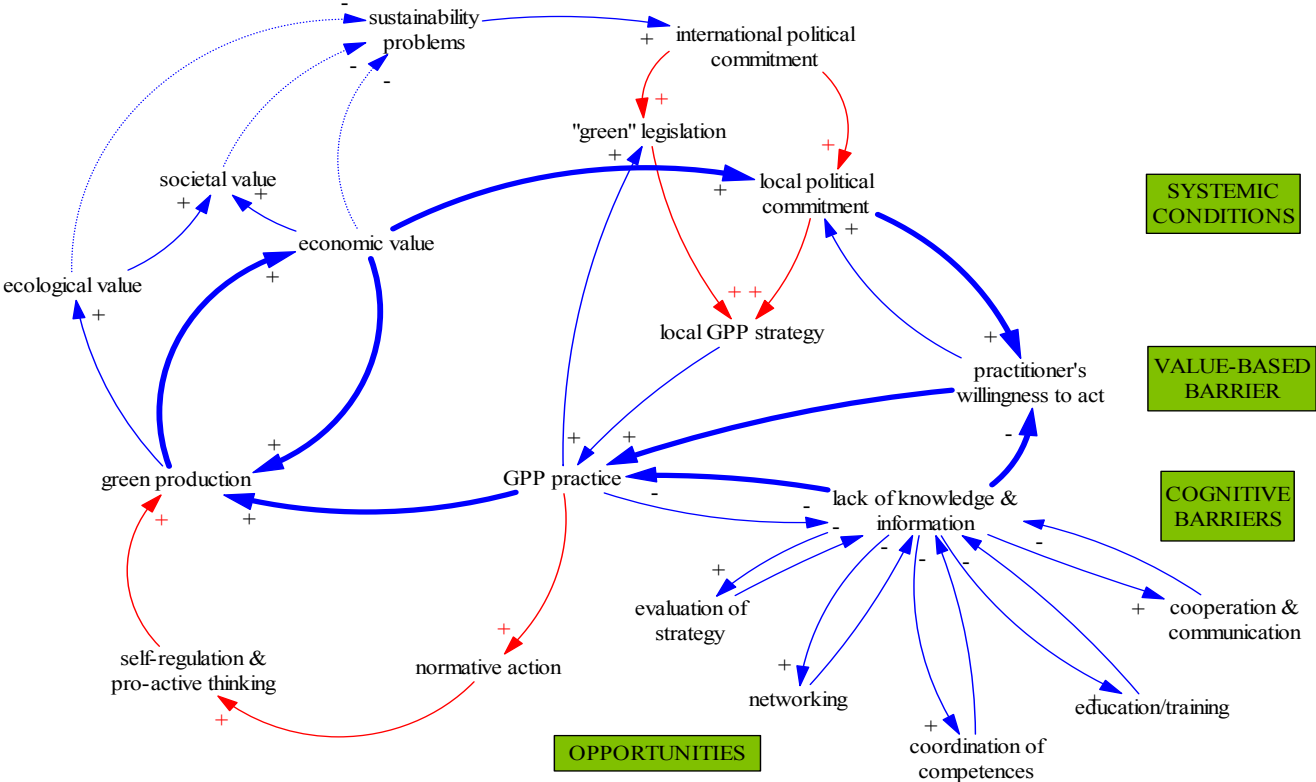 sustainability
problems
international political
commitment
"green" legislation
societal value
local political
commitment
SYSTEMIC
CONDITIONS
economic value
ecological value
local GPP strategy
practitioner's
willingness to act
VALUE-BASED
BARRIER
green production
GPP practice
lack of knowledge &
information
COGNITIVE
BARRIERS
evaluation of
strategy
cooperation &
communication
self-regulation &
pro-active thinking
normative action
networking
education/training
coordination of
competences
OPPORTUNITIES